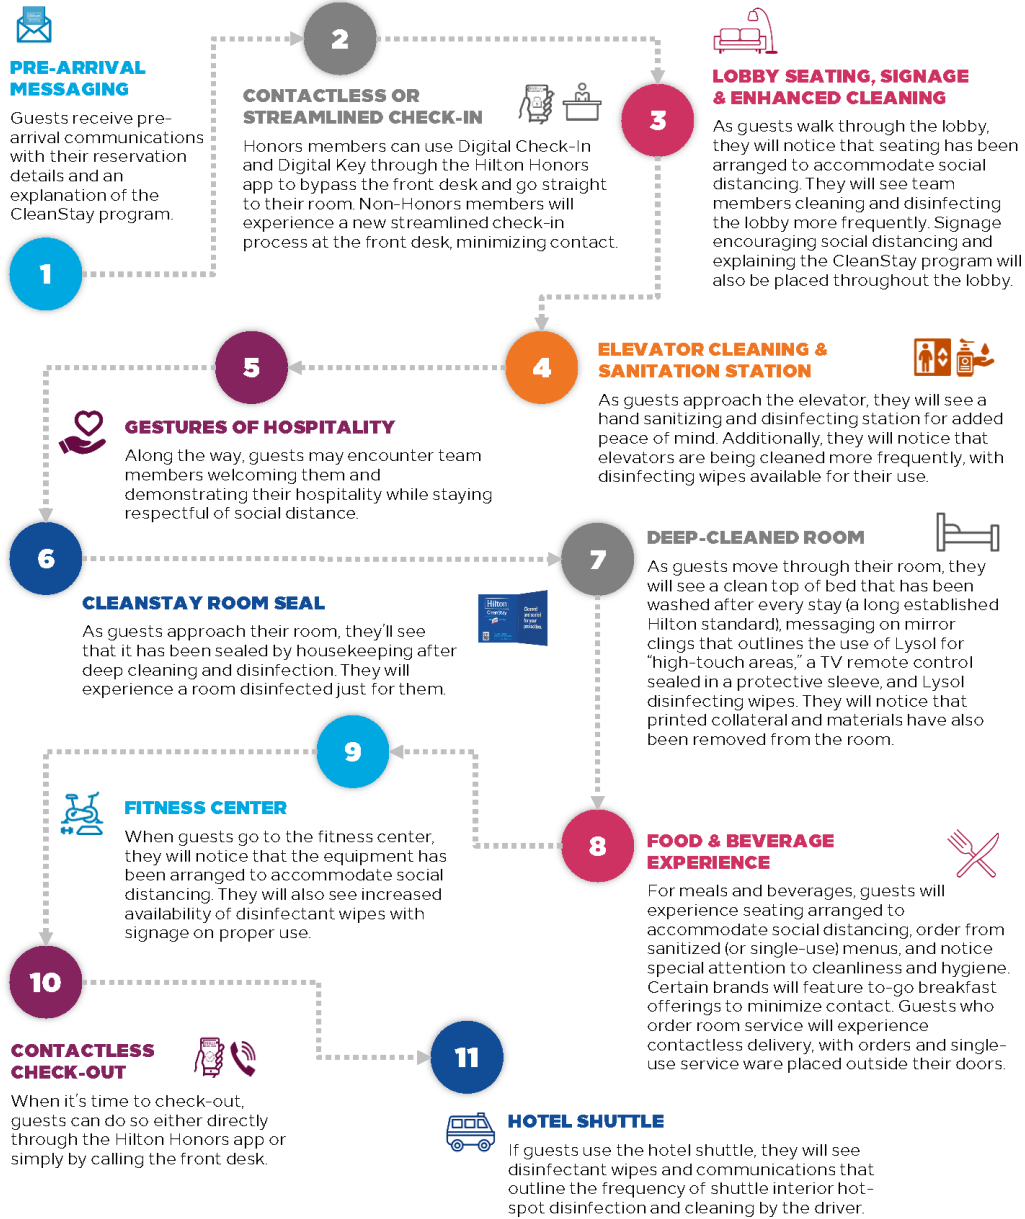 PRE-ARRIVAL
MESSAGING
Guests receive pre-
arrival communications
with their reservation
details and an
explanation of the
CleanStay program.
1
2
CONTACTLESS OR
STREAMLINED CHECK-IN
Honors members can use Digital Check-In
and Digital Key through the Hilton Honors
app to bypass the front desk and go straight
to their room. Non-Honors members will
experience a new streamlined check-in
process at the front desk, minimizing contact.
3
LOBBY SEATING, SIGNAGE
& ENHANCED CLEANING
As guests walk through the lobby,
they will notice that seating has been
arranged to accommodate social
distancing. They will see team
members cleaning and disinfecting
the lobby more frequently. Signage
encouraging social distancing and
explaining the CleanStay program will
also be placed throughout the lobby.
4
ELEVATOR CLEANING &
SANITATION STATION
As guests approach the elevator, they will see a
hand sanitizing and disinfecting station for added
peace of mind. Additionally, they will notice that
elevators are being cleaned more frequently, with
disinfecting wipes available for their use.
5
GESTURES OF HOSPITALITY
Along the way, guests may encounter team
members welcoming them and
demonstrating their hospitality while staying
respectful of social distance.
6
CLEANSTAY ROOM SEAL
As guests approach their room, they'll see
that it has been sealed by housekeeping after
deep cleaning and disinfection. They will
experience a room disinfected just for them.
Hilton
CleanStay
7
DEEP-CLEANED ROOM
As guests move through their room, they
will see a clean top of bed that has been
washed after every stay (a long established
Hilton standard), messaging on mirror
clings that outlines the use of Lysol for
"high-touch areas," a TV remote control
sealed in a protective sleeve, and Lysol
disinfecting wipes. They will notice that
printed collateral and materials have also
been removed from the room.
8
FOOD & BEVERAGE
EXPERIENCE
For meals and beverages, guests will
experience seating arranged to
accommodate social distancing, order from
sanitized (or single-use) menus, and notice
special attention to cleanliness and hygiene.
Certain brands will feature to-go breakfast
offerings to minimize contact. Guests who
order room service will experience
contactless delivery, with orders and single-
use service ware placed outside their doors.
9
FITNESS CENTER
When guests go to the fitness center,
they will notice that the equipment has
been arranged to accommodate social
distancing. They will also see increased
availability of disinfectant wipes with
signage on proper use.
10
CONTACTLESS
CHECK-OUT
When it's time to check-out,
guests can do so either directly
through the Hilton Honors app or
simply by calling the front desk.
11
HOTEL SHUTTLE
If guests use the hotel shuttle, they will see
disinfectant wipes and communications that
outline the frequency of shuttle interior hot-
spot disinfection and cleaning by the driver.